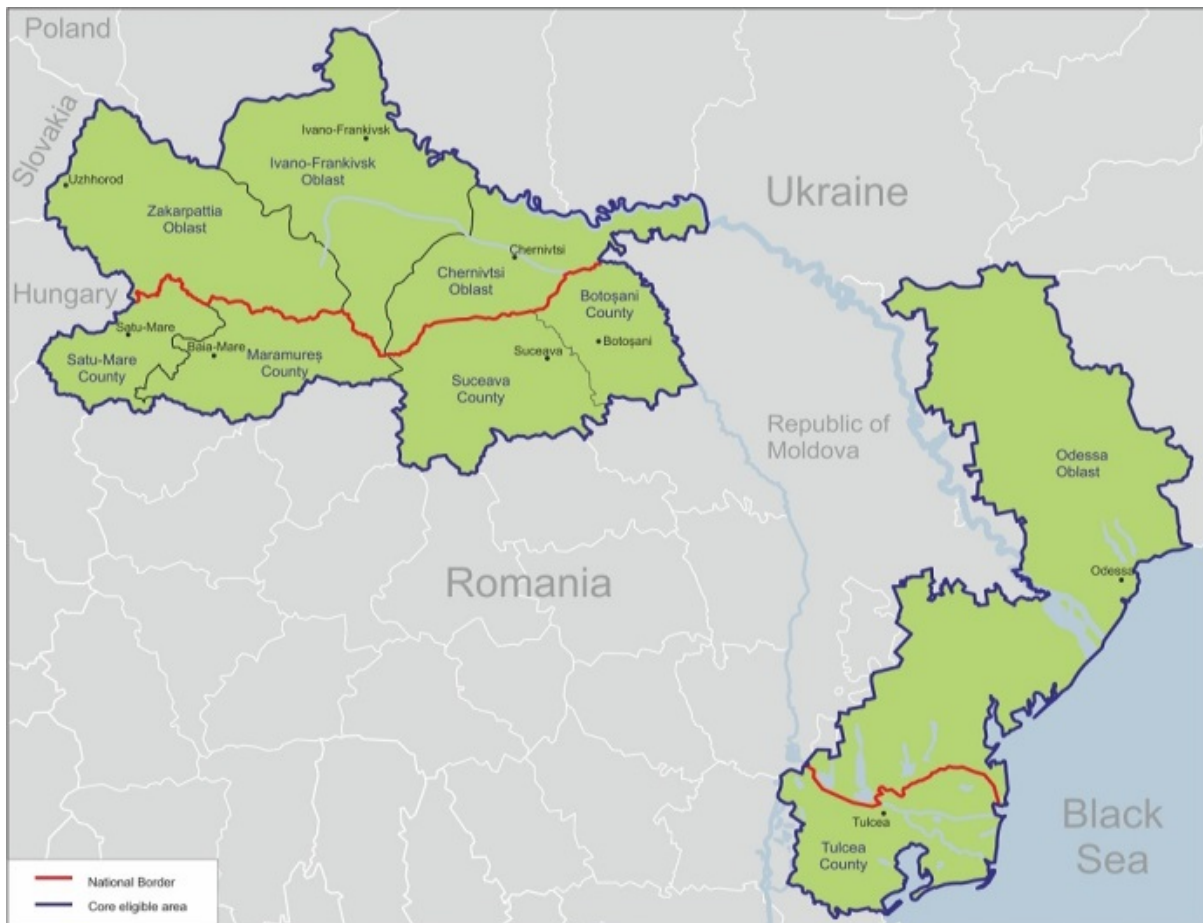 Poland
Slovakia
Ivano-Frankivsk
Ivano-Frankivsk
Oblast
Uzhhorod
Ukraine
Zakarpattia
Oblast
Chernivtsi
Chernivtsi
Oblast
Hungary
Botoșani
County
Satu-Mare
Baia-Mare
Botoșani
Suceava
Satu-Mare
County
Maramureș
County
Suceava
County
Republic of
Moldova
Odessa
Oblast
Romania
Odessa
Black
Sea
Tulcea
Tulcea
County
National Border
Core eligible area